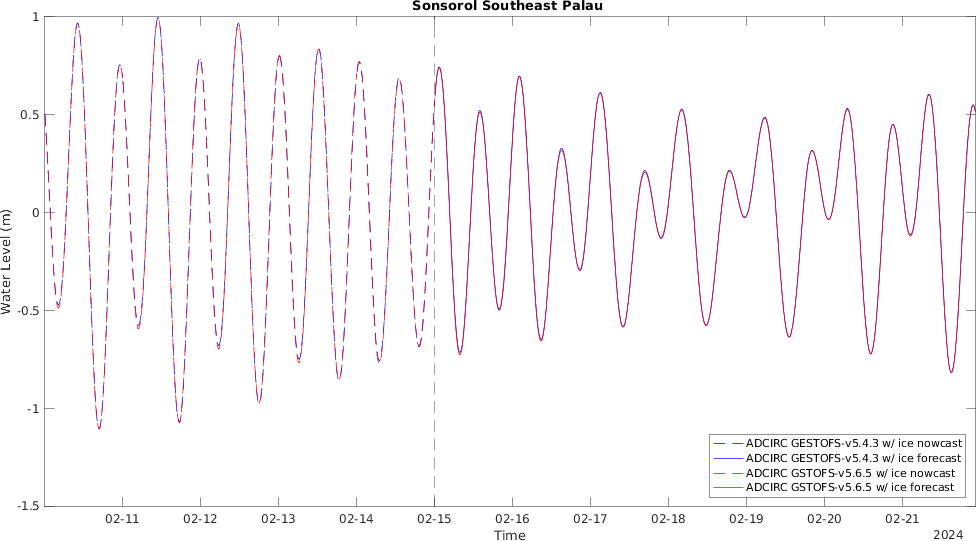 Sonsorol Southeast Palau
1
0.5
0
-0.5
-1
-1.5
Water Level (m)
ADCIRC GESTOFS-v5.4.3 w/ ice nowcast
ADCIRC GESTOFS-v5.4.3 w/ ice forecast
ADCIRC GSTOFS-v5.6.5 w/ ice nowcast
ADCIRC GSTOFS-v5.6.5 w/ ice forecast
02-11 02-12 02-13 02-14 02-15 02-16 02-17 02-18 02-19 02-20 02-21
Time
2024